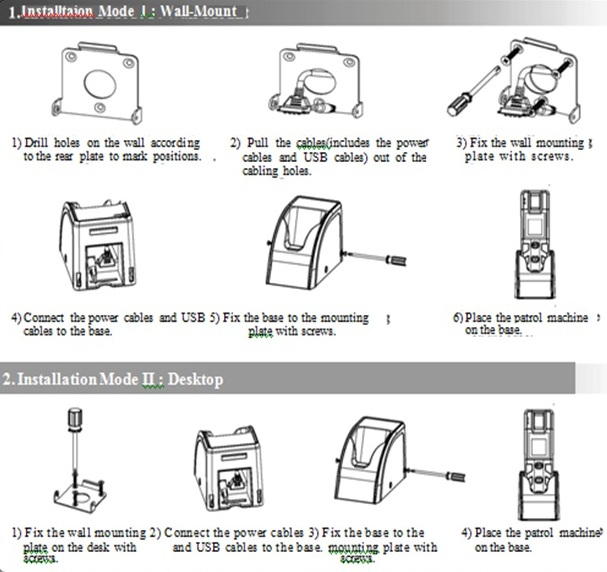 1.Installtaion Mode I : Wall-Mount
1) Drill holes on the wall according
to the rear plate to mark positions. .
2) Pull the cables(includes the power
cables and USB cables) out of the
cabling holes.
3) Fix the wall mounting
plate with screws.
4) Connect the power cables and USB
cables to the base.
5) Fix the base to the mounting
plate with screws.
6) Place the patrol machine
on the base.
2. Installation Mode II : Desktop
1) Fix the wall mounting
plate on the desk with
screws.
2) Connect the power cables
and USB cables to the base.
3) Fix the base to the
mounting plate with
screws.
4) Place the patrol machine
on the base.